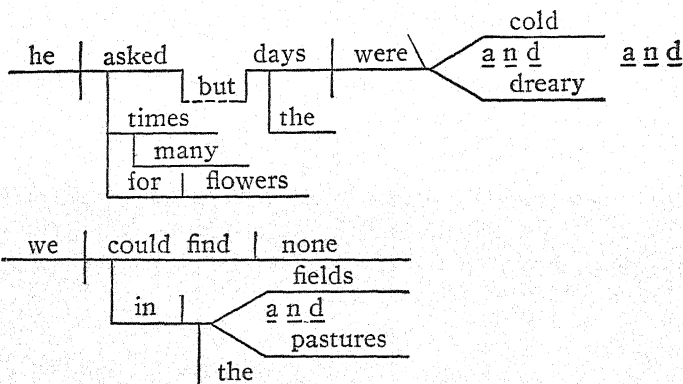 cold
he asked days were and and
but dreary
times the
many
for flowers
we could find none
fields
in and
pastures
the